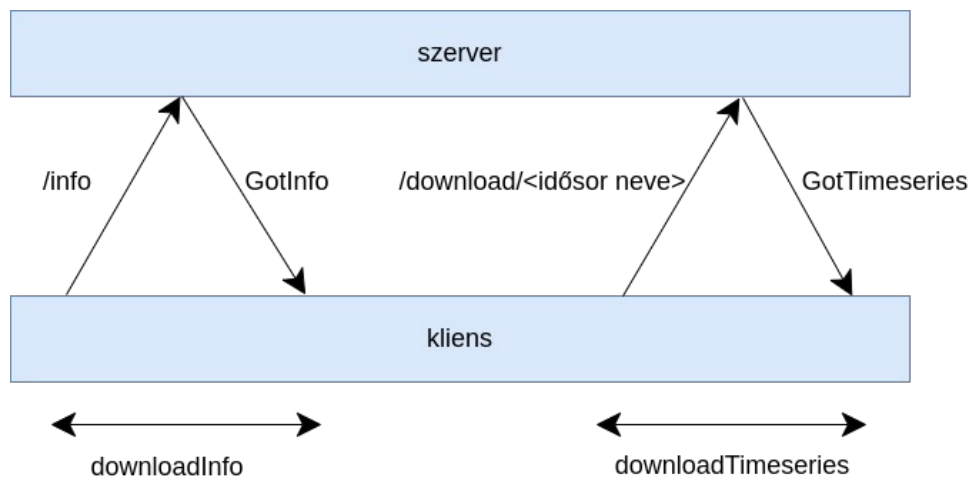 szerver
/info
GotInfo
/download/<idősor neve>
GotTimeseries
kliens
downloadInfo
downloadTimeseries